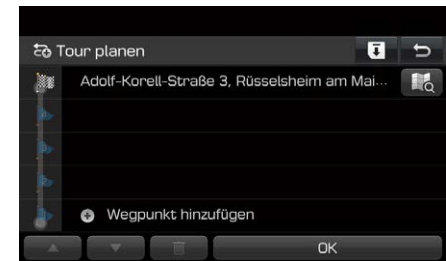 Tour planen
Adolf-Korell-Straße 3, Rüsselsheim am Mai...
Wegpunkt hinzufügen
OK